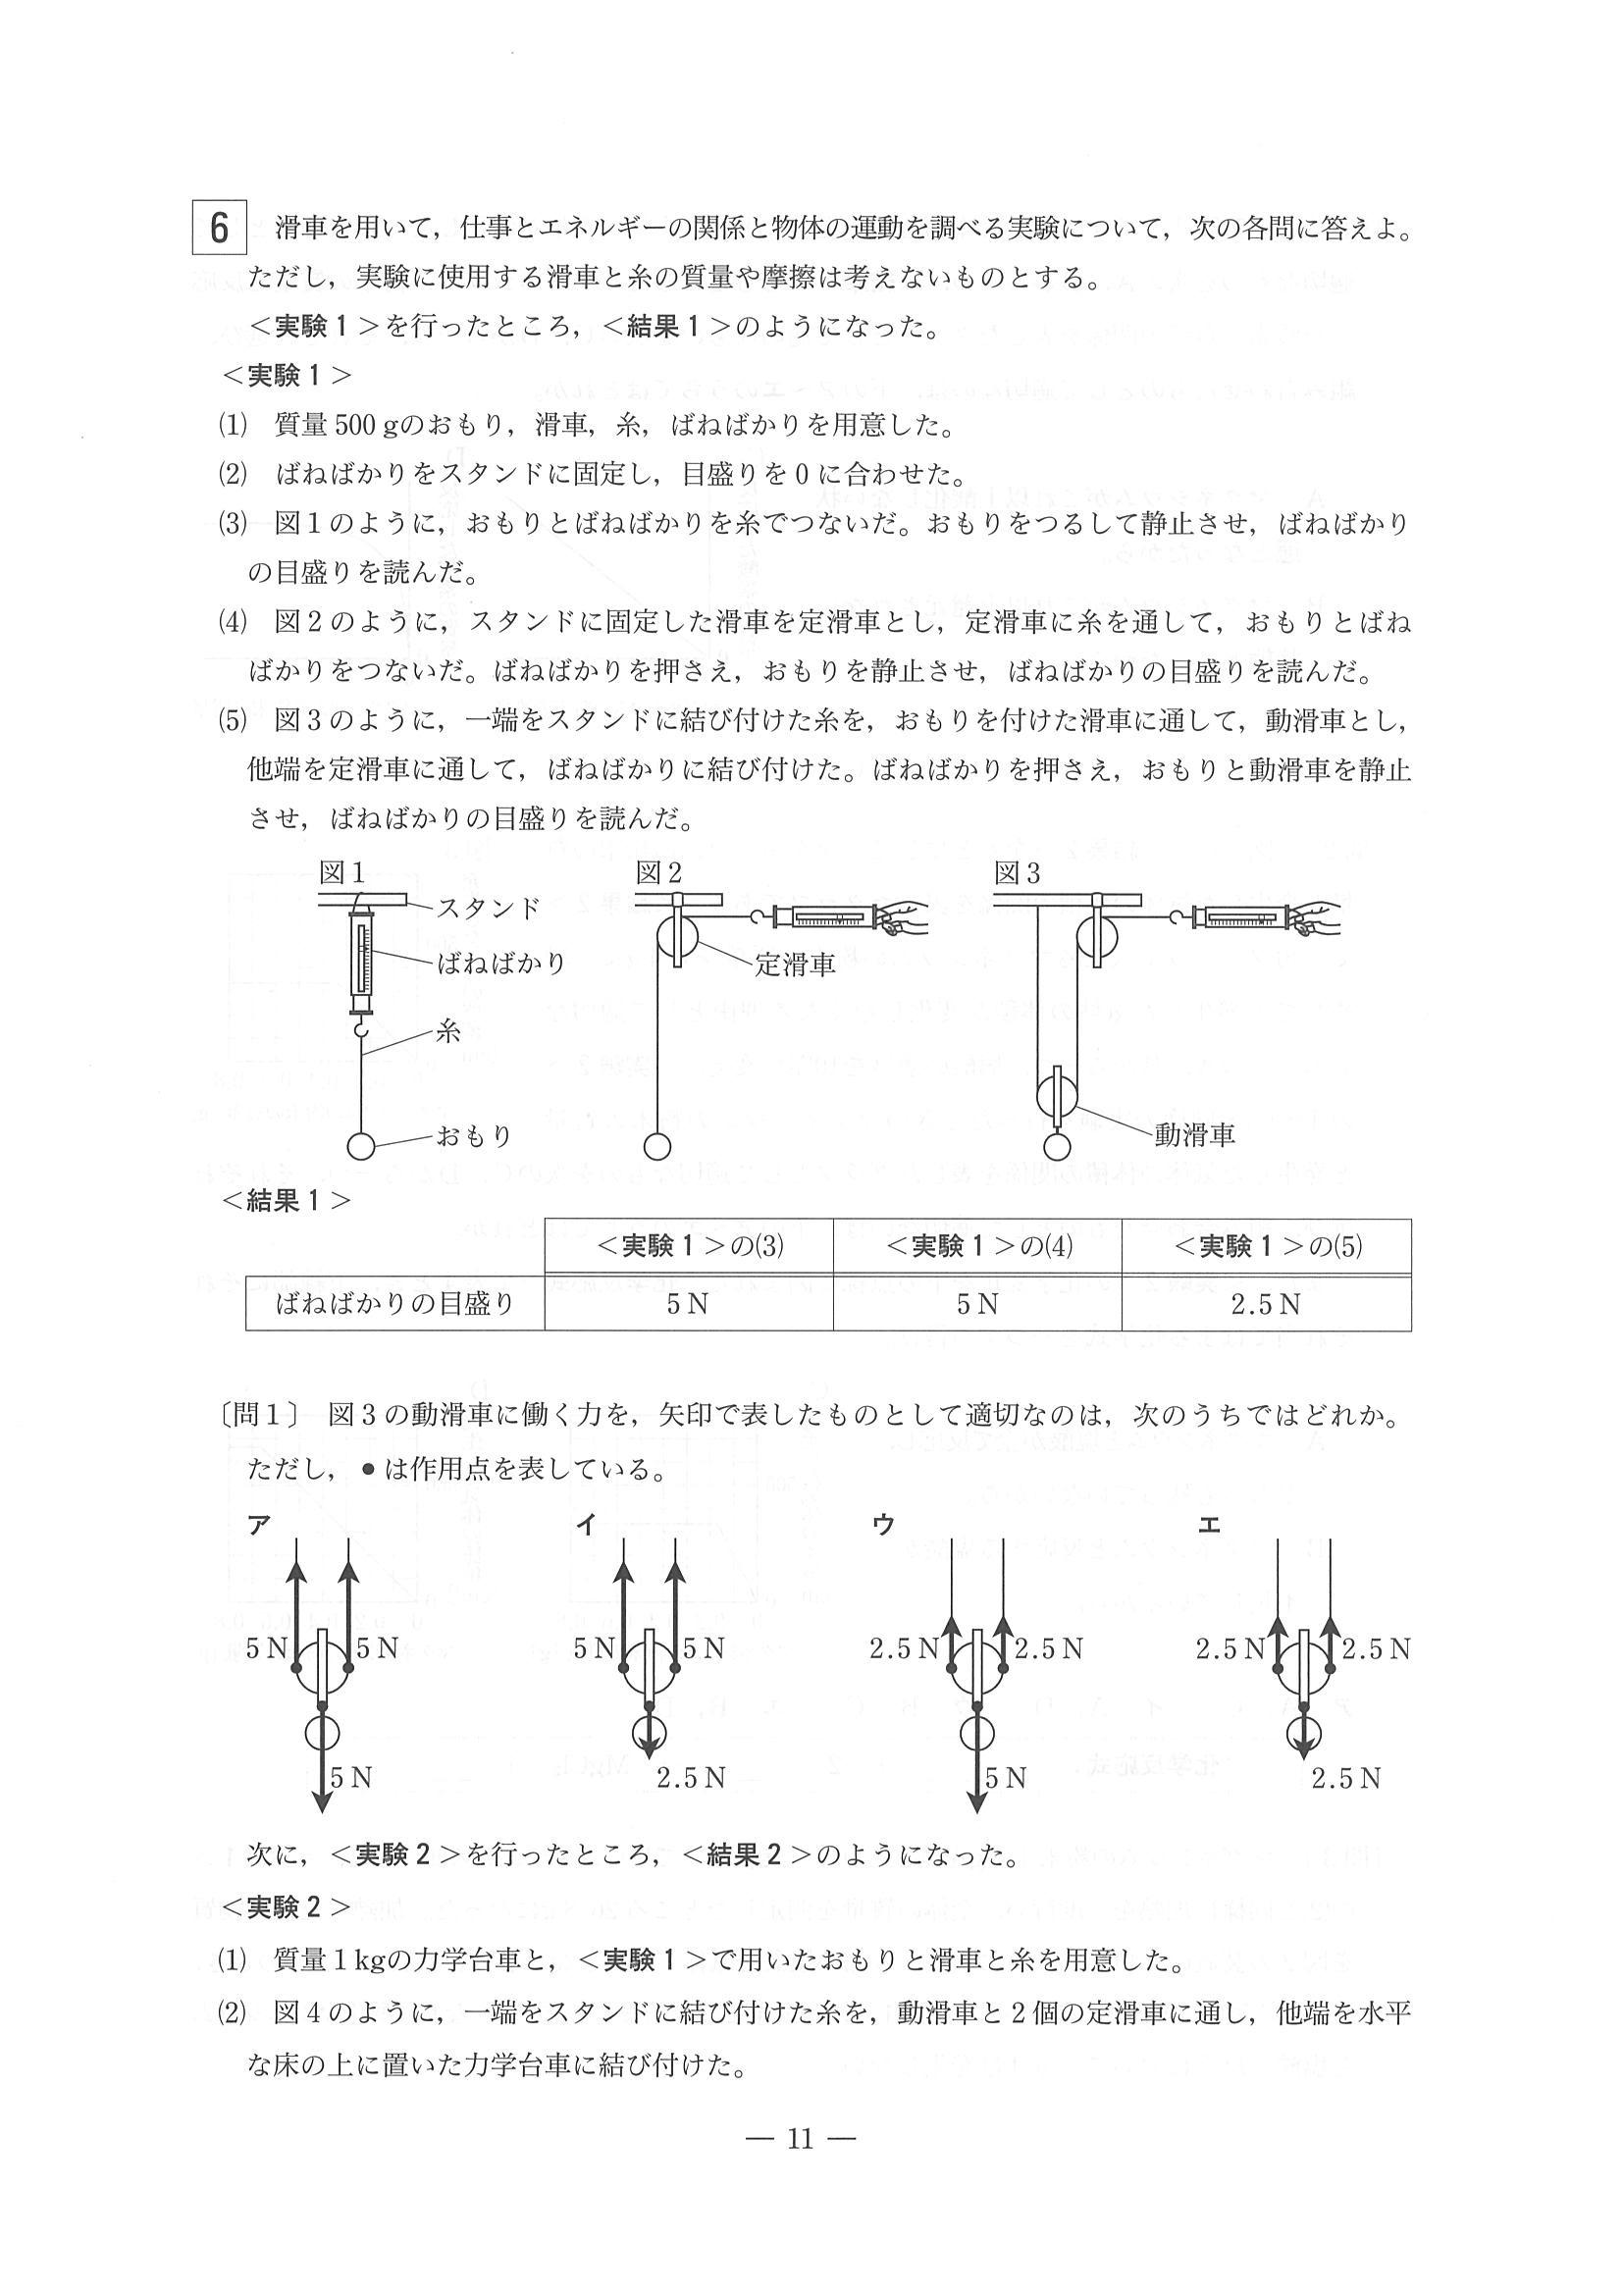 6 滑車を用いて，仕事とエネルギーの関係と物体の運動を調べる実験について，次の各問に答えよ。
ただし，実験に使用する滑車と糸の質量や摩擦は考えないものとする。
＜実験1＞を行ったところ，＜結果1＞のようになった。
＜実験1＞
(1) 質量500gのおもり，滑車，糸，ばねばかりを用意した。
(2) ばねばかりをスタンドに固定し，目盛りを0に合わせた。
(3) 図1のように，おもりとばねばかりを糸でつないだ。おもりをつるして静止させ，ばねばかり
の目盛りを読んだ。
(4) 図2のように，スタンドに固定した滑車を定滑車とし，定滑車に糸を通して，おもりとばね
ばかりをつないだ。ばねばかりを押さえ，おもりを静止させ，ばねばかりの目盛りを読んだ。
(5) 図3のように，一端をスタンドに結び付けた糸を，おもりを付けた滑車に通して，動滑車とし，
他端を定滑車に通して，ばねばかりに結び付けた。ばねばかりを押さえ，おもりと動滑車を静止
させ，ばねばかりの目盛りを読んだ。
図1 図2 図3
スタンド
ばねばかり 定滑車
糸
おもり 動滑車
＜結果1＞
＜実験1＞の(3) ＜実験1＞の(4) ＜実験1＞の(5)
ばねばかりの目盛り 5N 5N 2.5N
〔問1〕 図3の動滑車に働く力を，矢印で表したものとして適切なのは，次のうちではどれか。
ただし，●は作用点を表している。
ア イ ウ エ
5N 5N 5N 5N 2.5N 2.5N 2.5N 2.5N
5N 2.5N 5N 2.5N
次に，＜実験2＞を行ったところ，＜結果2＞のようになった。
＜実験2＞
(1) 質量1kgの力学台車と，＜実験1＞で用いたおもりと滑車と糸を用意した。
(2) 図4のように，一端をスタンドに結び付けた糸を，動滑車と2個の定滑車に通し，他端を水平
な床の上に置いた力学台車に結び付けた。
― 11 ―